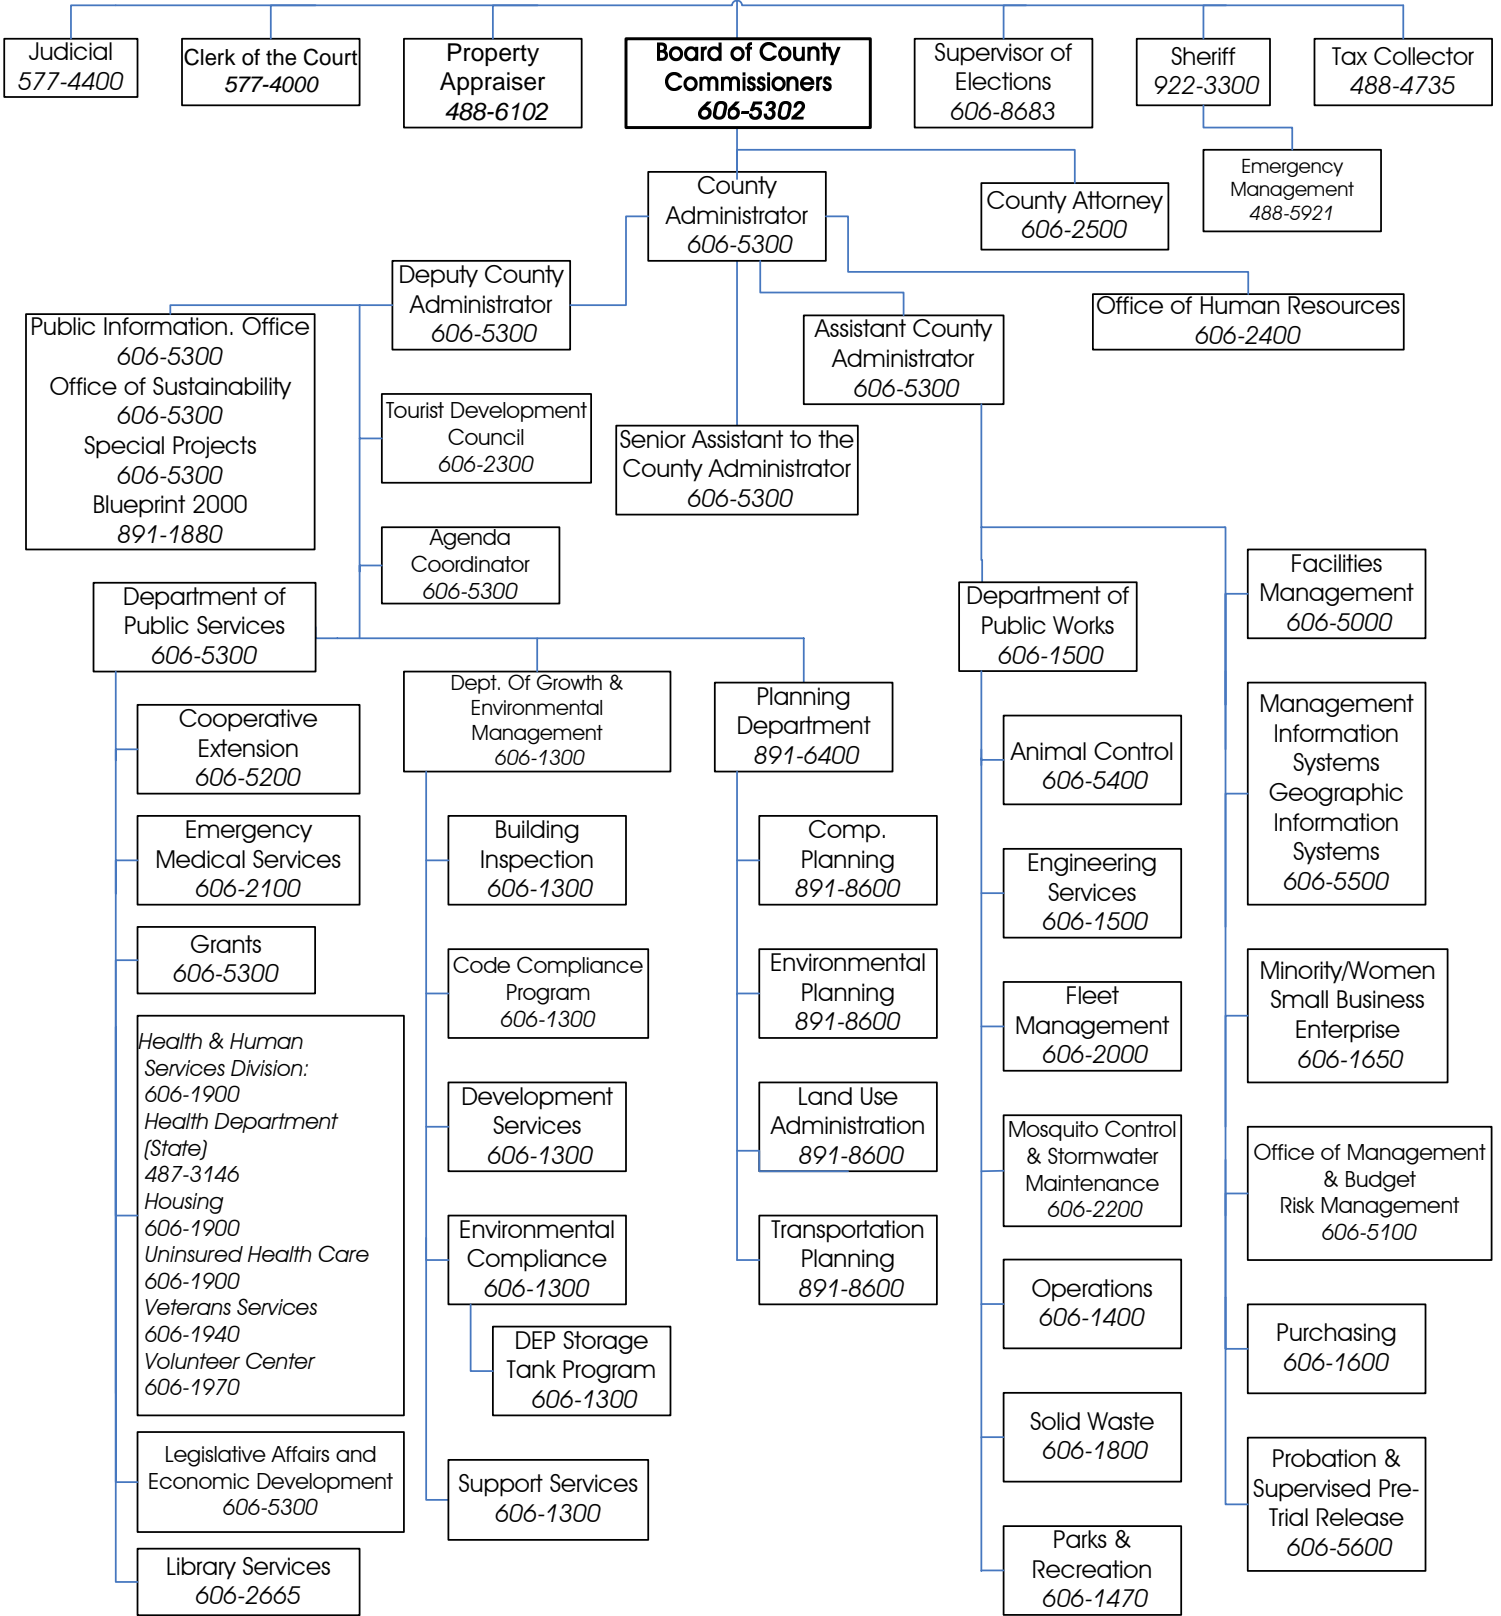 Judicial
577-4400
Clerk of the Court
577-4000
Property
Appraiser
488-6102
Board of County
Commissioners
606-5302
Supervisor of
Elections
606-8683
Sheriff
922-3300
Tax Collector
488-4735
Emergency
Management
488-5921
County
Administrator
606-5300
County Attorney
606-2500
Deputy County
Administrator
606-5300
Office of Human Resources
606-2400
Public Information. Office
606-5300
Office of Sustainability
606-5300
Special Projects
606-5300
Blueprint 2000
891-1880
Assistant County
Administrator
606-5300
Tourist Development
Council
606-2300
Senior Assistant to the
County Administrator
606-5300
Agenda
Coordinator
606-5300
Department of
Public Services
606-5300
Cooperative
Extension
606-5200
Emergency
Medical Services
606-2100
Grants
606-5300
Health & Human
Services Division:
606-1900
Health Department
(State)
487-3146
Housing
606-1900
Uninsured Health Care
606-1900
Veterans Services
606-1940
Volunteer Center
606-1970
Legislative Affairs and
Economic Development
606-5300
Library Services
606-2665
Dept. Of Growth &
Environmental
Management
606-1300
Building
Inspection
606-1300
Code Compliance
Program
606-1300
Development
Services
606-1300
Environmental
Compliance
606-1300
DEP Storage
Tank Program
606-1300
Support Services
606-1300
Planning
Department
891-6400
Comp.
Planning
891-8600
Environmental
Planning
891-8600
Land Use
Administration
891-8600
Transportation
Planning
891-8600
Department of
Public Works
606-1500
Animal Control
606-5400
Engineering
Services
606-1500
Fleet
Management
606-2000
Mosquito Control
& Stormwater
Maintenance
606-2200
Operations
606-1400
Solid Waste
606-1800
Parks &
Recreation
606-1470
Facilities
Management
606-5000
Management
Information
Systems
Geographic
Information
Systems
606-5500
Minority/Women
Small Business
Enterprise
606-1650
Office of Management
& Budget
Risk Management
606-5100
Purchasing
606-1600
Probation &
Supervised Pre-
Trial Release
606-5600